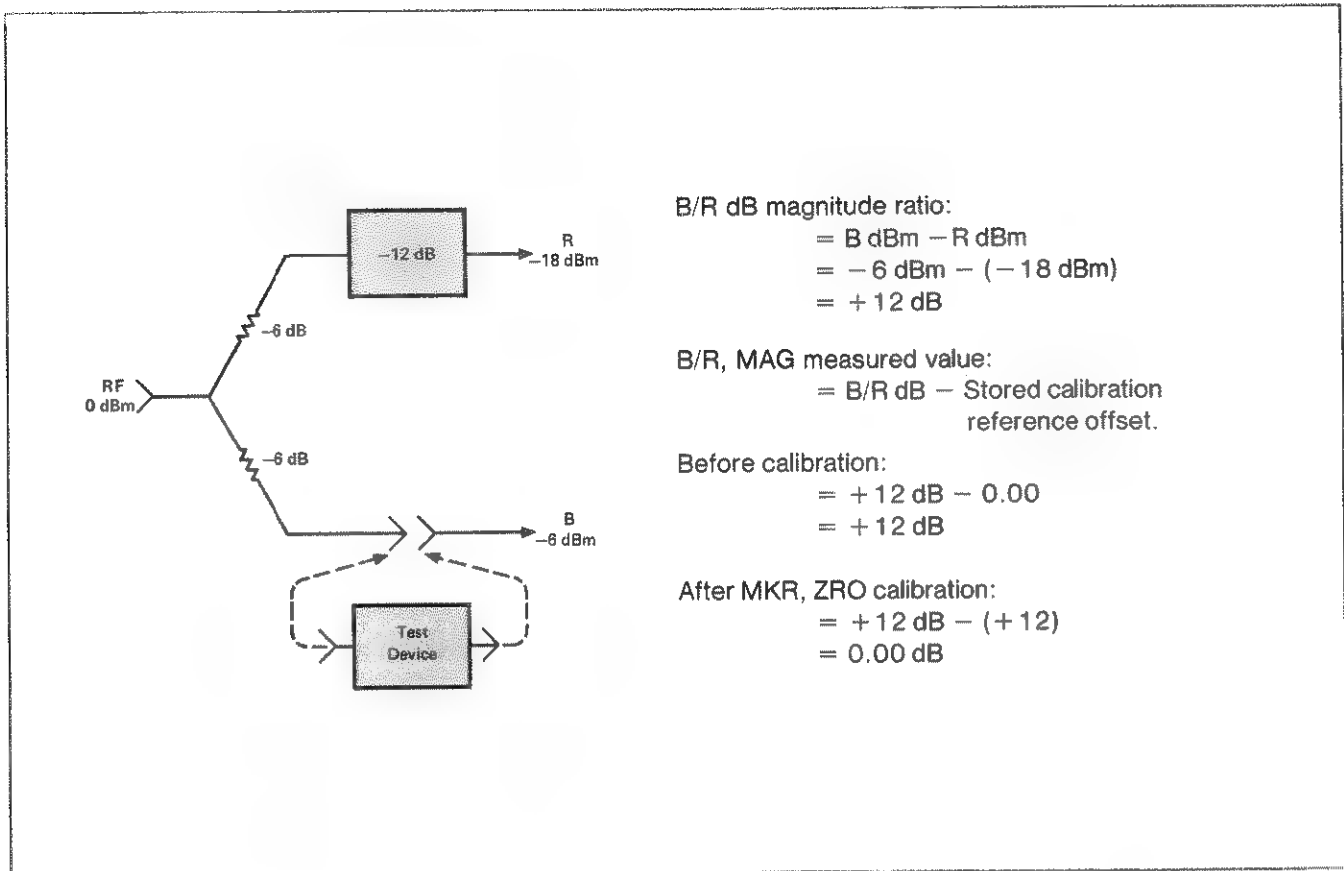 −12 dB
R
−18 dBm
−6 dB
RF
0 dBm
−6 dB
B
−6 dBm
Test
Device
B/R dB magnitude ratio:
= B dBm − R dBm
= −6 dBm − (−18 dBm)
= +12 dB
B/R, MAG measured value:
= B/R dB − Stored calibration
reference offset.
Before calibration:
= +12 dB − 0.00
= +12 dB
After MKR, ZRO calibration:
= +12 dB − (+12)
= 0.00 dB